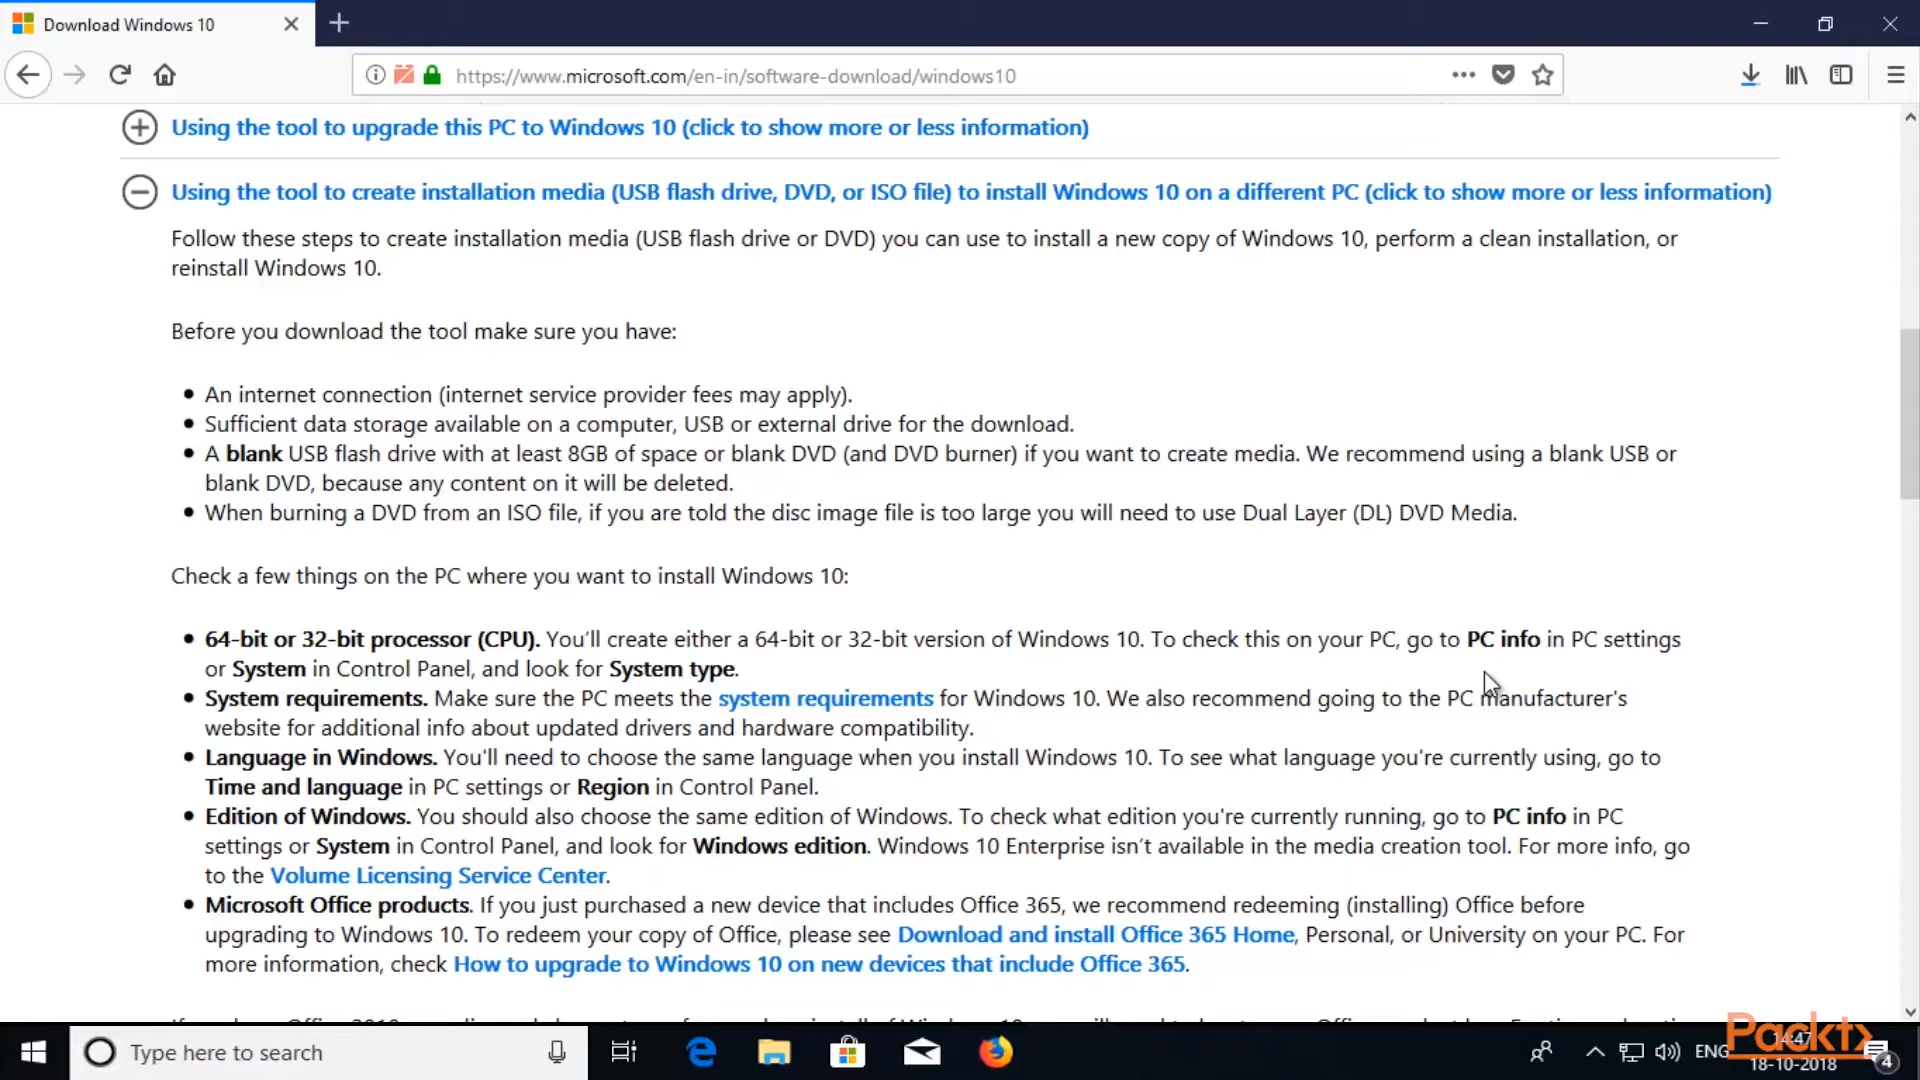 Download Windows 10
https://www.microsoft.com/en-in/software-download/windows10
Using the tool to upgrade this PC to Windows 10 (click to show more or less information)
Using the tool to create installation media (USB flash drive, DVD, or ISO file) to install Windows 10 on a different PC (click to show more or less information)
Follow these steps to create installation media (USB flash drive or DVD) you can use to install a new copy of Windows 10, perform a clean installation, or
reinstall Windows 10.
Before you download the tool make sure you have:
An internet connection (internet service provider fees may apply).
Sufficient data storage available on a computer, USB or external drive for the download.
A blank USB flash drive with at least 8GB of space or blank DVD (and DVD burner) if you want to create media. We recommend using a blank USB or
blank DVD, because any content on it will be deleted.
When burning a DVD from an ISO file, if you are told the disc image file is too large you will need to use Dual Layer (DL) DVD Media.
Check a few things on the PC where you want to install Windows 10:
64-bit or 32-bit processor (CPU). You'll create either a 64-bit or 32-bit version of Windows 10. To check this on your PC, go to PC info in PC settings
or System in Control Panel, and look for System type.
System requirements. Make sure the PC meets the system requirements for Windows 10. We also recommend going to the PC manufacturer's
website for additional info about updated drivers and hardware compatibility.
Language in Windows. You'll need to choose the same language when you install Windows 10. To see what language you're currently using, go to
Time and language in PC settings or Region in Control Panel.
Edition of Windows. You should also choose the same edition of Windows. To check what edition you're currently running, go to PC info in PC
settings or System in Control Panel, and look for Windows edition. Windows 10 Enterprise isn't available in the media creation tool. For more info, go
to the Volume Licensing Service Center.
Microsoft Office products. If you just purchased a new device that includes Office 365, we recommend redeeming (installing) Office before
upgrading to Windows 10. To redeem your copy of Office, please see Download and install Office 365 Home, Personal, or University on your PC. For
more information, check How to upgrade to Windows 10 on new devices that include Office 365.
Type here to search
ENG
Packt
14:47
18-10-2018
4